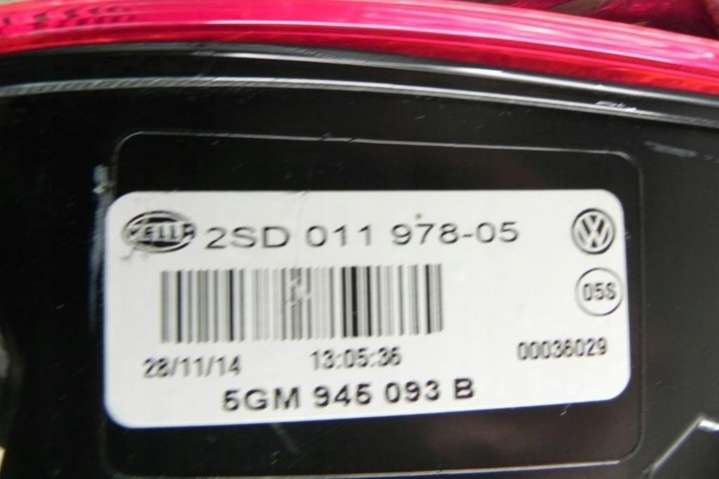 HELLA 2SD 011 978-05
05S
28/11/14 13:05:36 00036029
5GM 945 093 B